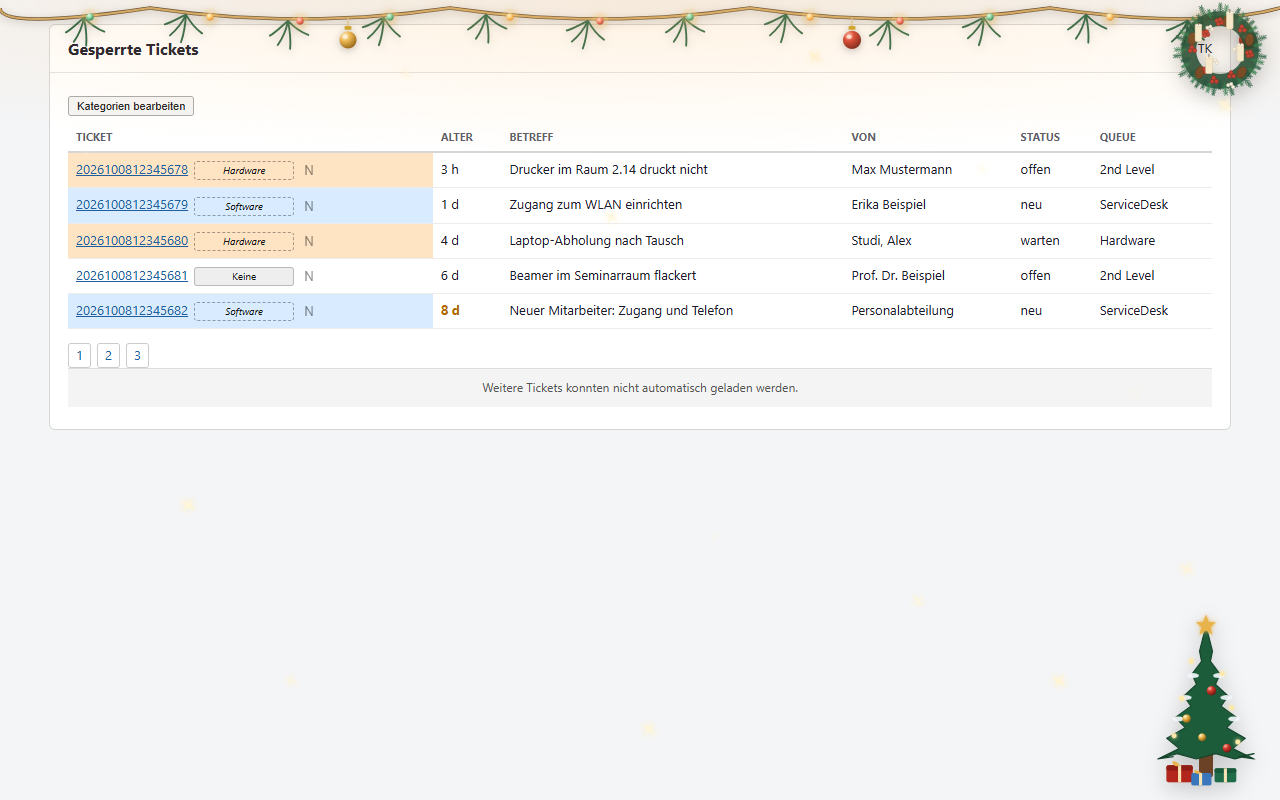 Gesperrte Tickets
TK
Kategorien bearbeiten
TICKET ALTER BETREFF VON STATUS QUEUE
2026100812345678 Hardware N 3 h Drucker im Raum 2.14 druckt nicht Max Mustermann offen 2nd Level
2026100812345679 Software N 1 d Zugang zum WLAN einrichten Erika Beispiel neu ServiceDesk
2026100812345680 Hardware N 4 d Laptop-Abholung nach Tausch Studi, Alex warten Hardware
2026100812345681 Keine N 6 d Beamer im Seminarraum flackert Prof. Dr. Beispiel offen 2nd Level
2026100812345682 Software N 8 d Neuer Mitarbeiter: Zugang und Telefon Personalabteilung neu ServiceDesk
1 2 3
Weitere Tickets konnten nicht automatisch geladen werden.